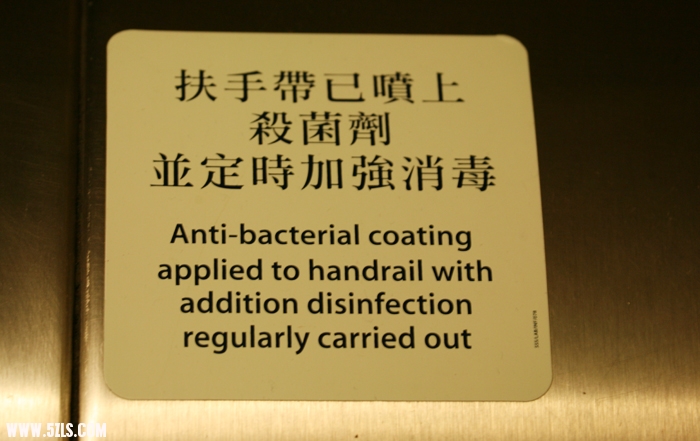 扶手帶已噴上
殺菌劑
並定時加強消毒
Anti-bacterial coating
applied to handrail with
addition disinfection
regularly carried out
WWW.5ZLS.COM